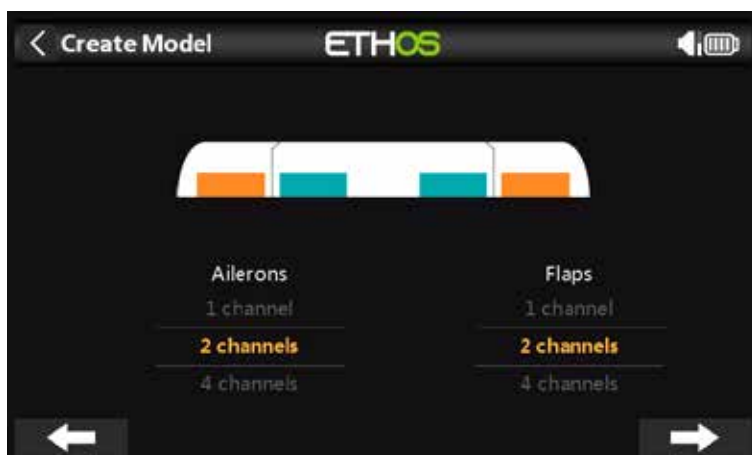 Create Model
ETHOS
Ailerons
Flaps
1 channel
1 channel
2 channels
2 channels
4 channels
4 channels